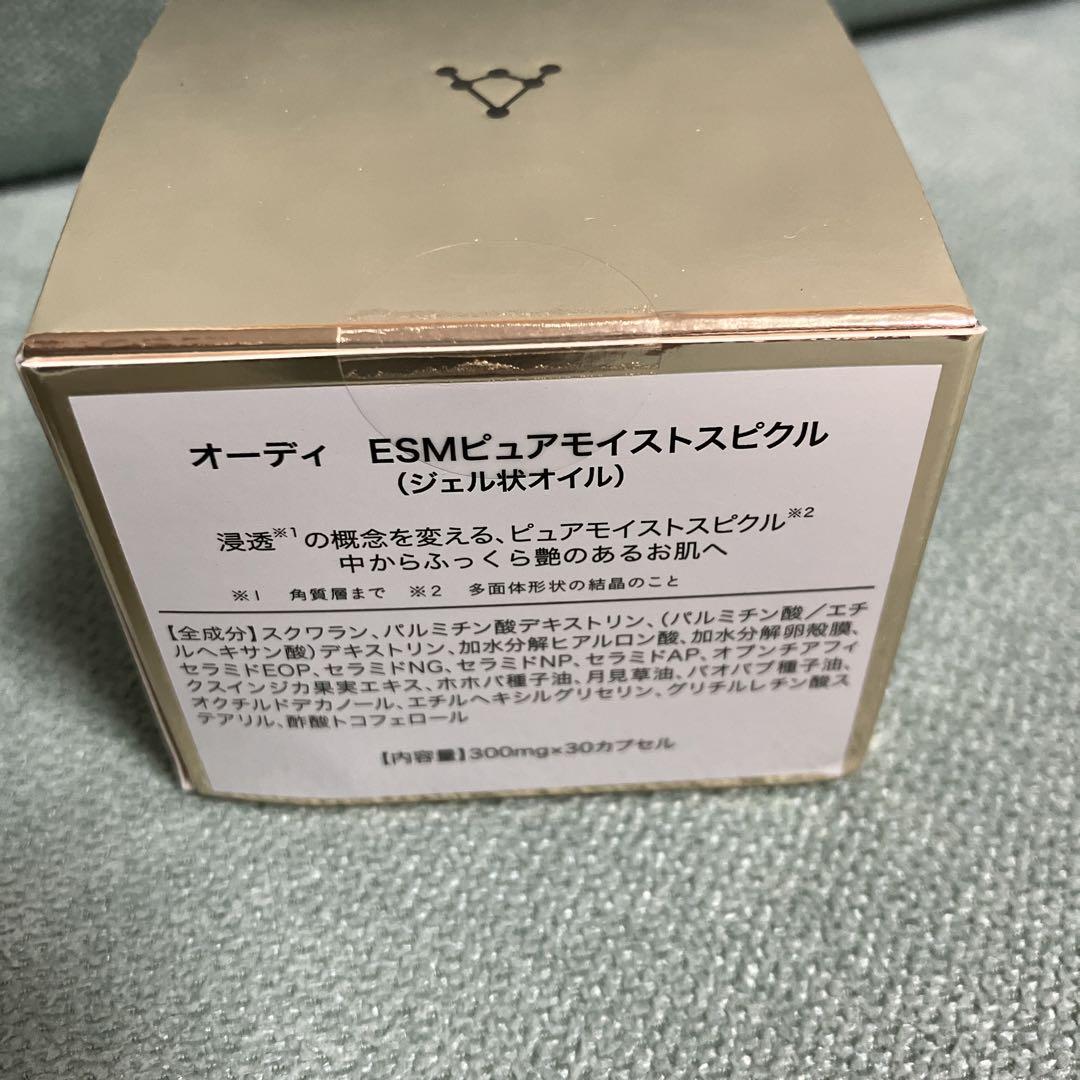 オーディ　ESMピュアモイストスピクル
（ジェル状オイル）
浸透※1の概念を変える、ピュアモイストスピクル※2
中からふっくら艶のあるお肌へ
※1　角質層まで　※2　多面体形状の結晶のこと
【全成分】スクワラン、パルミチン酸デキストリン、（パルミチン酸／エチ
ルヘキサン酸）デキストリン、加水分解ヒアルロン酸、加水分解卵殻膜、
セラミドEOP、セラミドNG、セラミドNP、セラミドAP、オプンチアフィ
クスインジカ果実エキス、ホホバ種子油、月見草油、バオバブ種子油、
オクチルドデカノール、エチルヘキシルグリセリン、グリチルレチン酸ス
テアリル、酢酸トコフェロール
【内容量】300mg×30カプセル